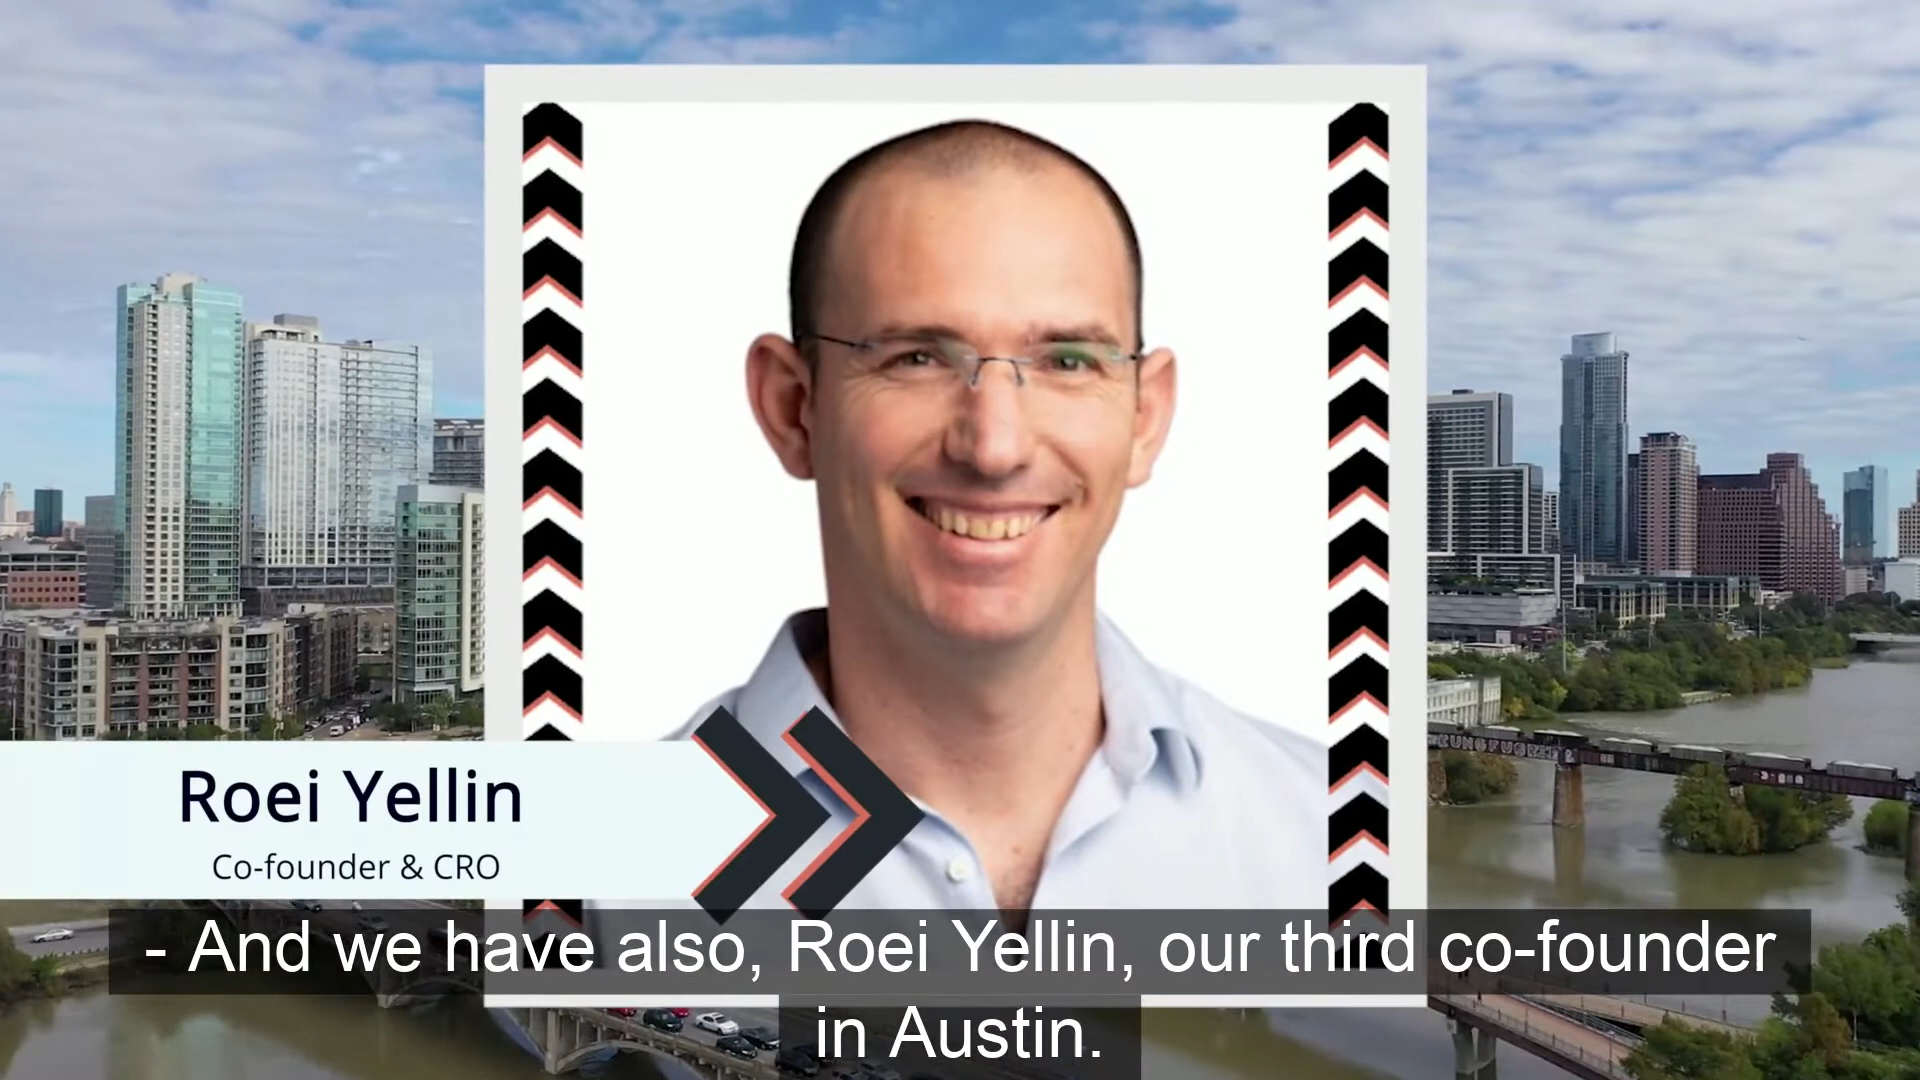 Roei Yellin
Co-founder & CRO
- And we have also, Roei Yellin, our third co-founder
in Austin.